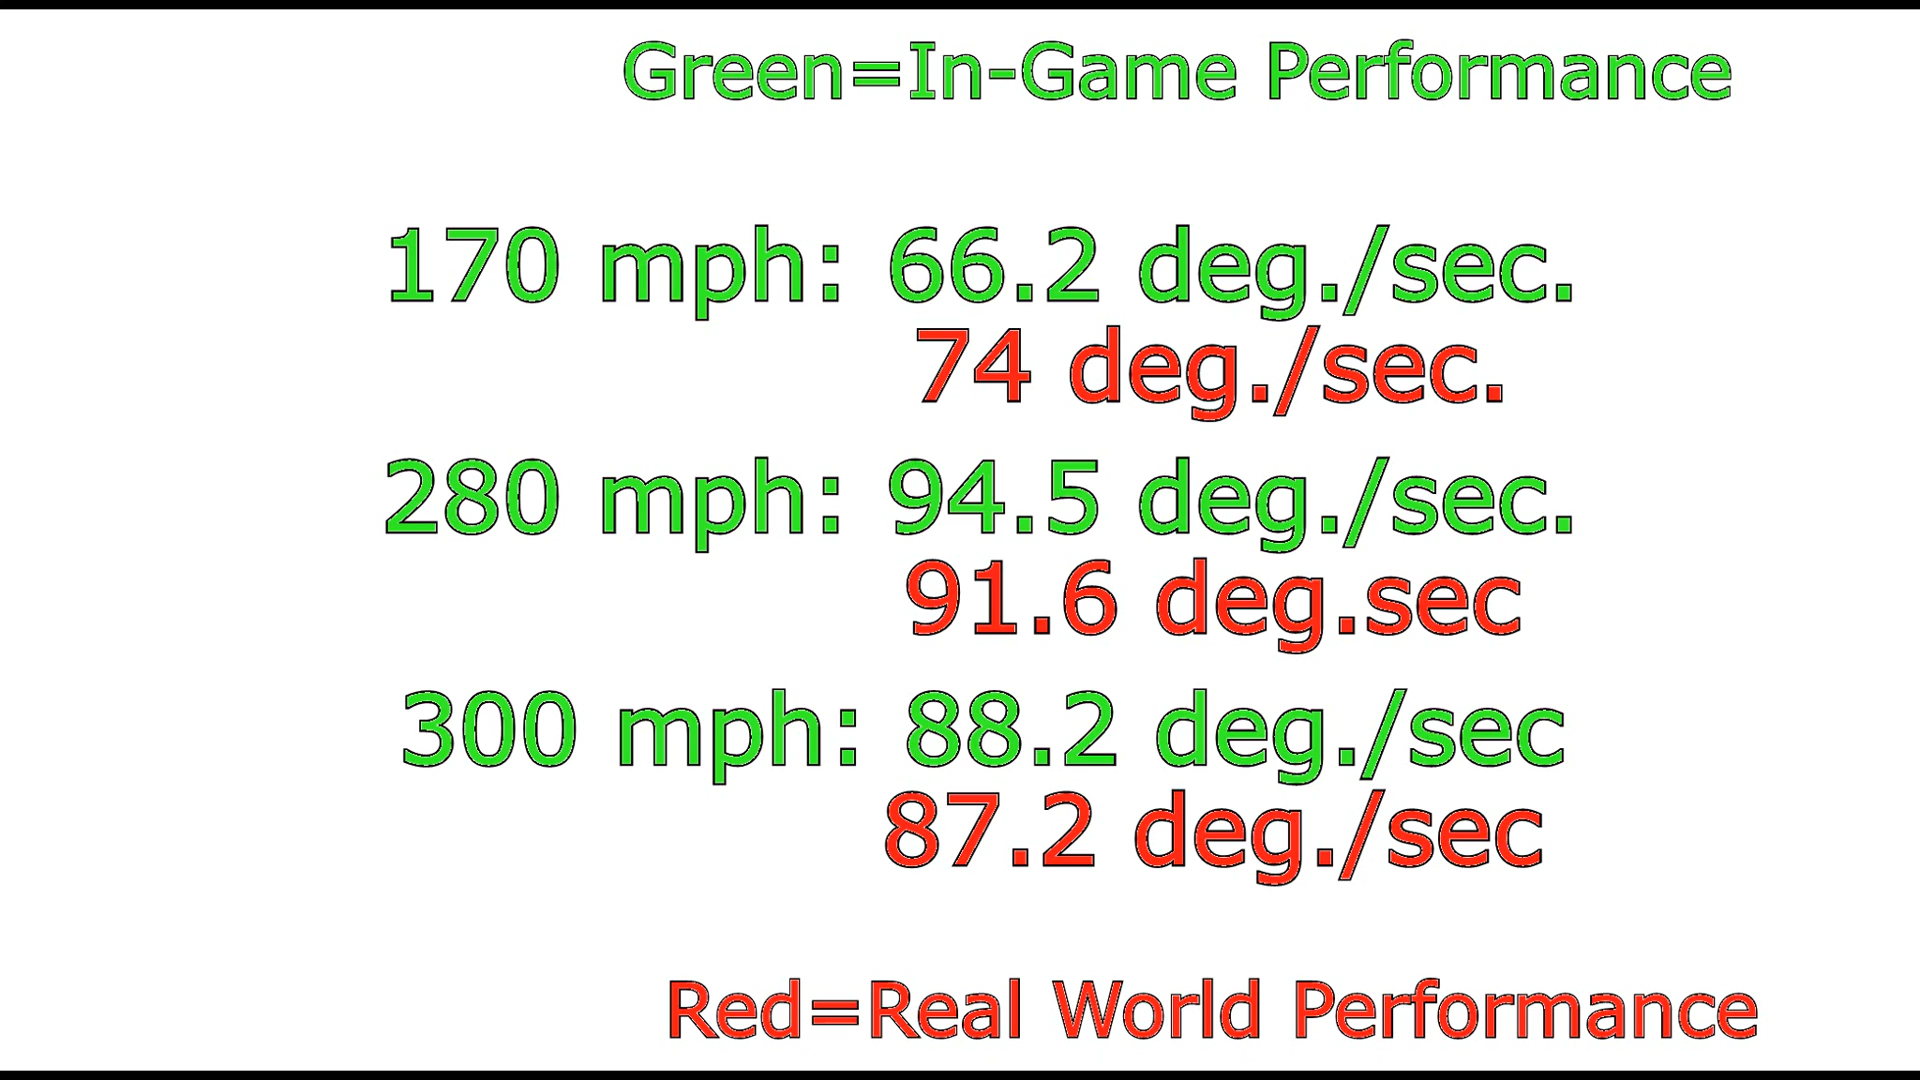 Green=In-Game Performance
170 mph: 66.2 deg./sec.
74 deg./sec.
280 mph: 94.5 deg./sec.
91.6 deg.sec
300 mph: 88.2 deg./sec
87.2 deg./sec
Red=Real World Performance